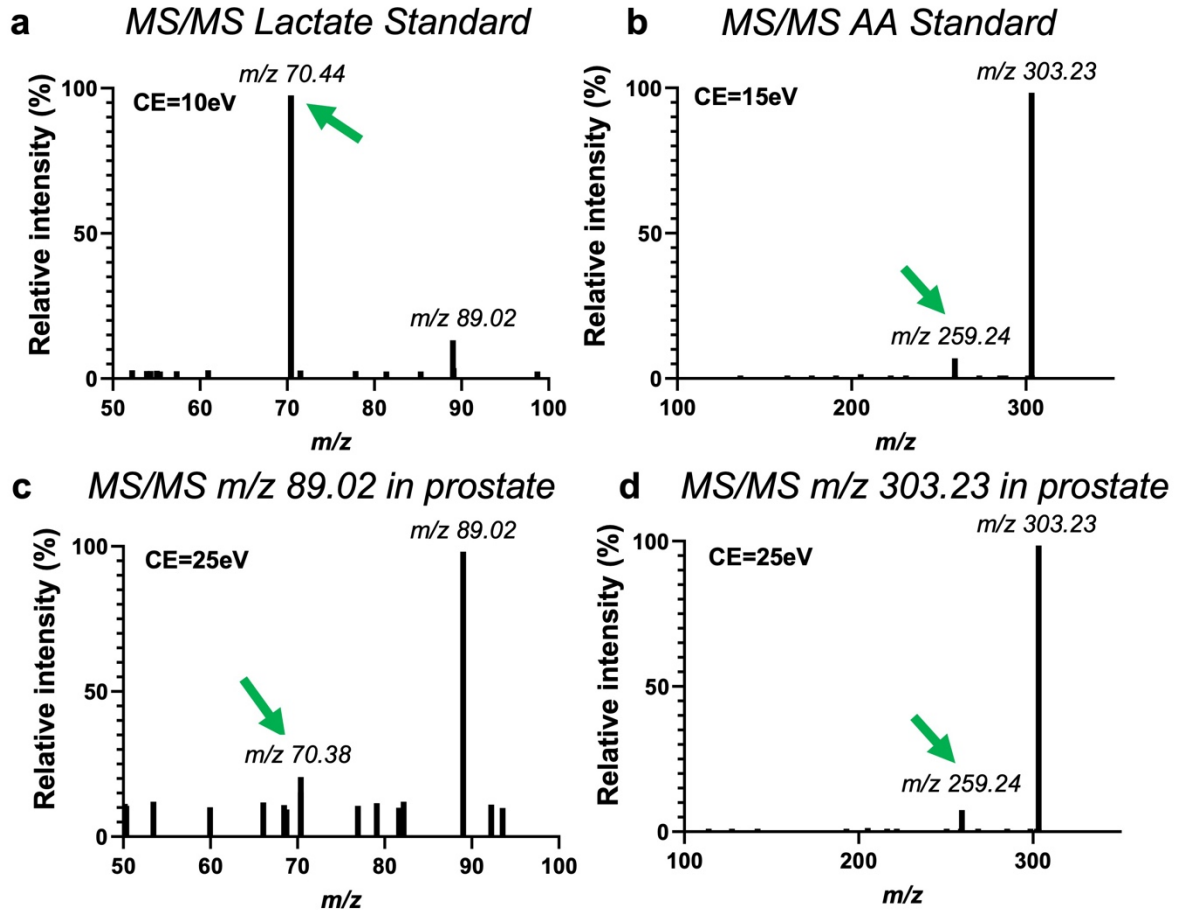 a MS/MS Lactate Standard
m/z 70.44
CE=10eV
m/z 89.02
Relative intensity (%)
100
50
0
50 60 70 80 90 100
m/z
b MS/MS AA Standard
m/z 303.23
CE=15eV
m/z 259.24
Relative intensity (%)
100
50
0
100 200 300
m/z
c MS/MS m/z 89.02 in prostate
m/z 89.02
CE=25eV
m/z 70.38
Relative intensity (%)
100
50
0
50 60 70 80 90 100
m/z
d MS/MS m/z 303.23 in prostate
m/z 303.23
CE=25eV
m/z 259.24
Relative intensity (%)
100
50
0
100 200 300
m/z